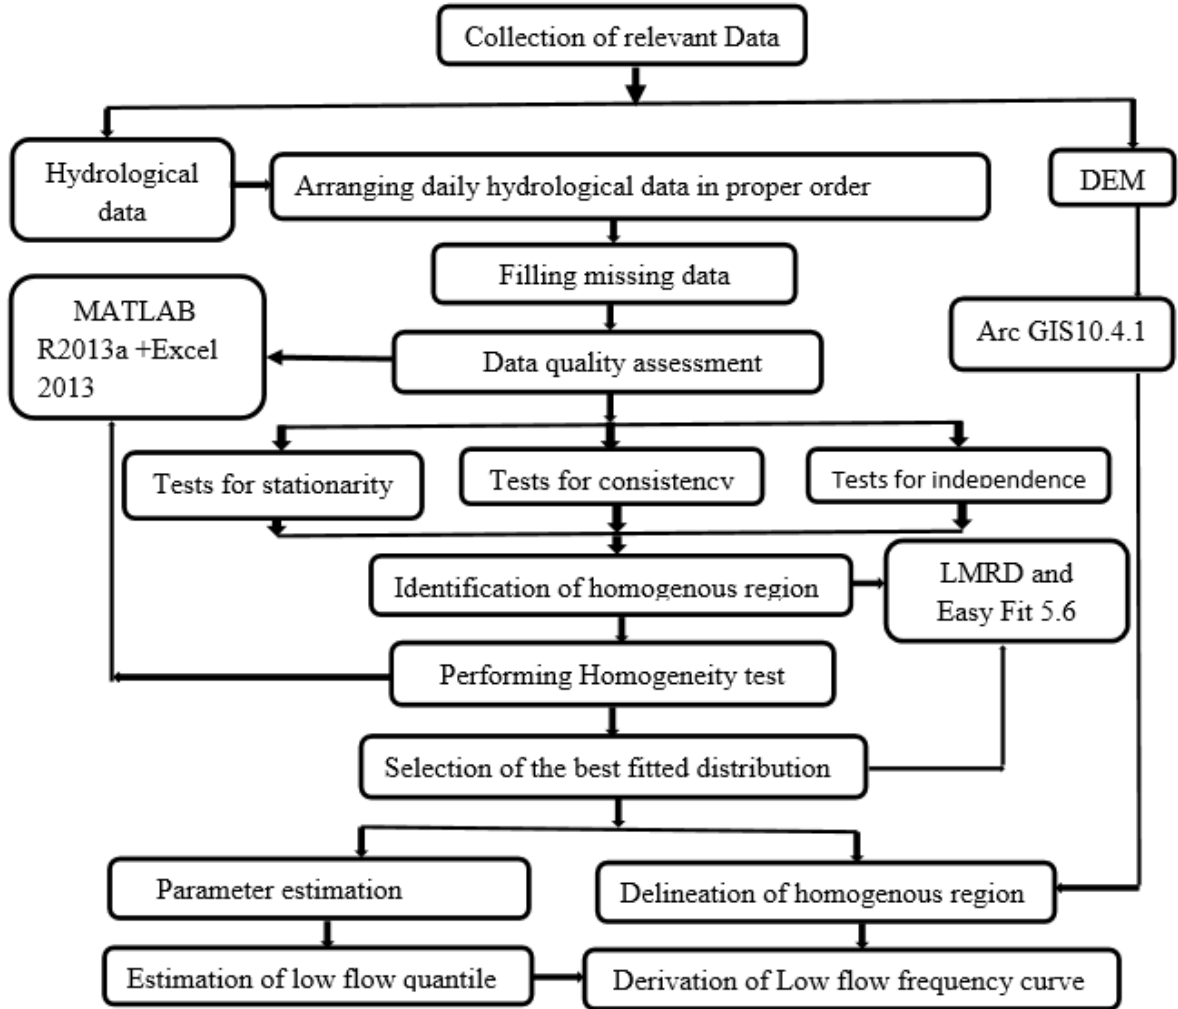 Collection of relevant Data
Hydrological
data
Arranging daily hydrological data in proper order
DEM
Filling missing data
MATLAB
R2013a +Excel
2013
Arc GIS10.4.1
Data quality assessment
Tests for stationarity
Tests for consistency
Tests for independence
Identification of homogenous region
LMRD and
Easy Fit 5.6
Performing Homogeneity test
Selection of the best fitted distribution
Parameter estimation
Delineation of homogenous region
Estimation of low flow quantile
Derivation of Low flow frequency curve